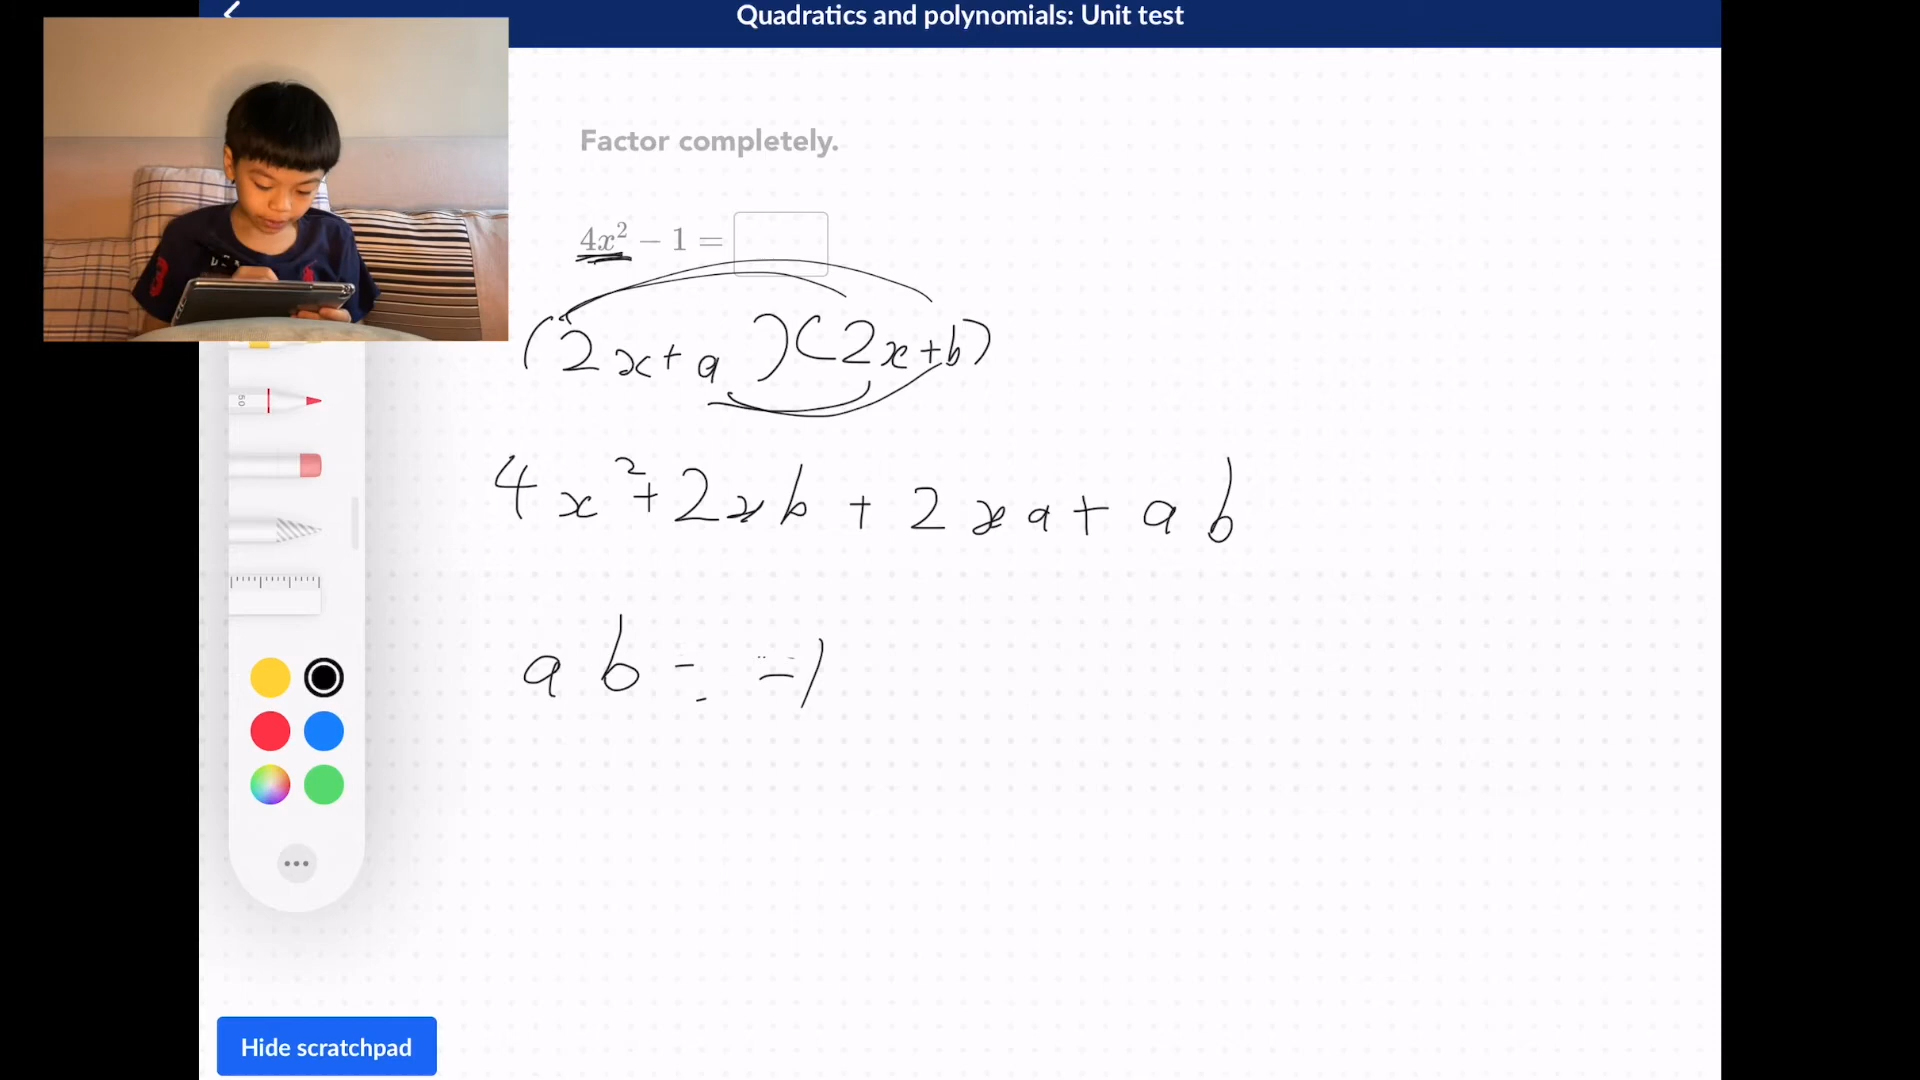 Quadratics and polynomials: Unit test
Factor completely.
4x² − 1 =
(2x+a)(2x+b)
4x²+2xb + 2xa+ ab
50
ab = -1
Hide scratchpad